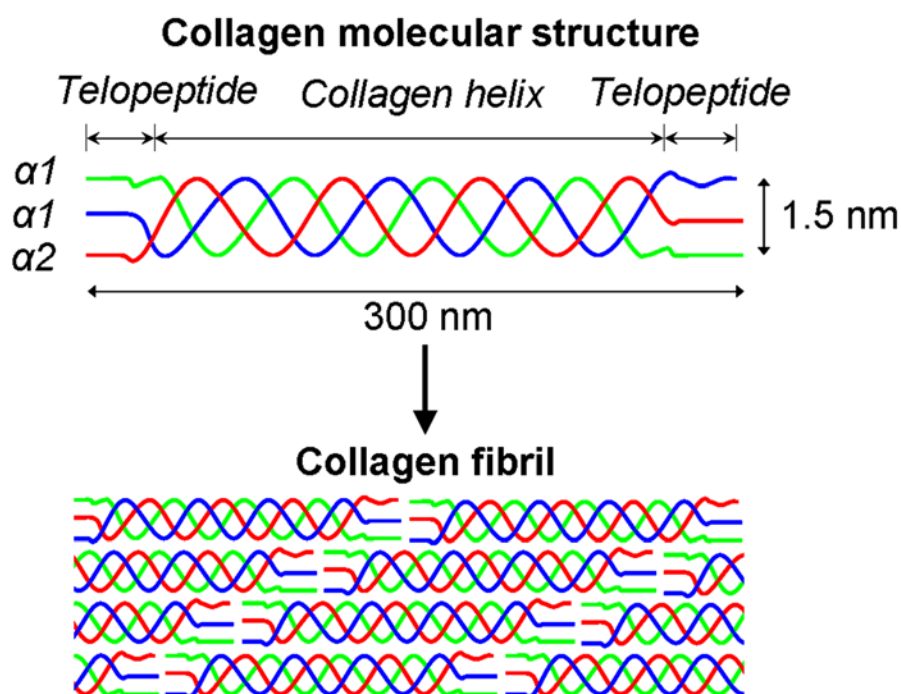 Collagen molecular structure
Telopeptide Collagen helix Telopeptide
α1
α1
α2
1.5 nm
300 nm
Collagen fibril